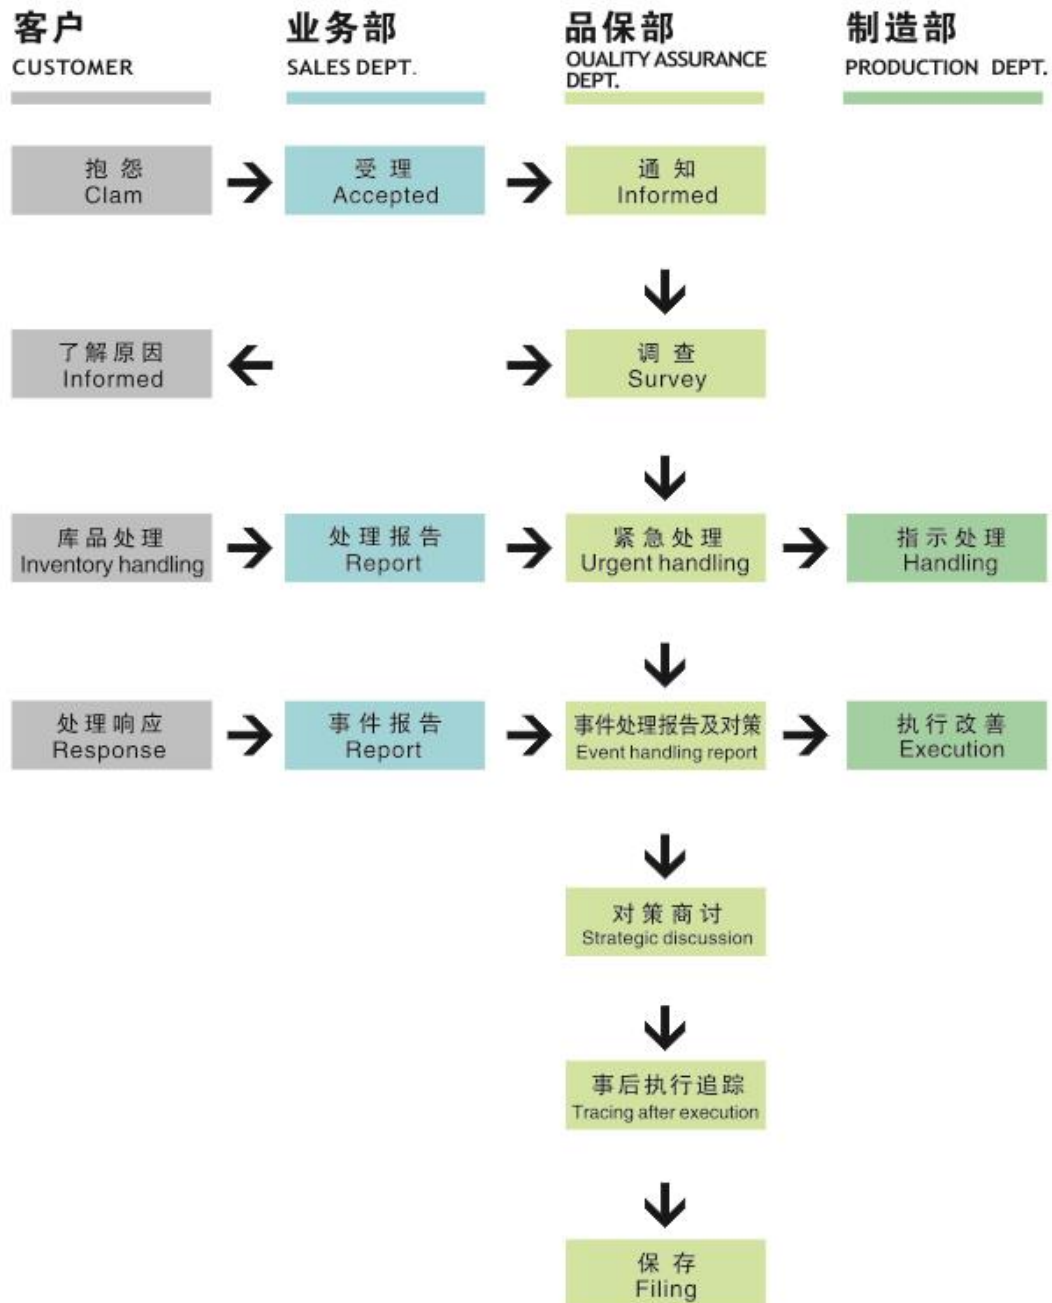 客户
CUSTOMER
业务部
SALES DEPT.
品保部
OUALITY ASSURANCE
DEPT.
制造部
PRODUCTION DEPT.
抱怨
Clam
受理
Accepted
通知
Informed
了解原因
Informed
调查
Survey
库品处理
Inventory handling
处理报告
Report
紧急处理
Urgent handling
指示处理
Handling
处理响应
Response
事件报告
Report
事件处理报告及对策
Event handling report
执行改善
Execution
对策商讨
Strategic discussion
事后执行追踪
Tracing after execution
保存
Filing